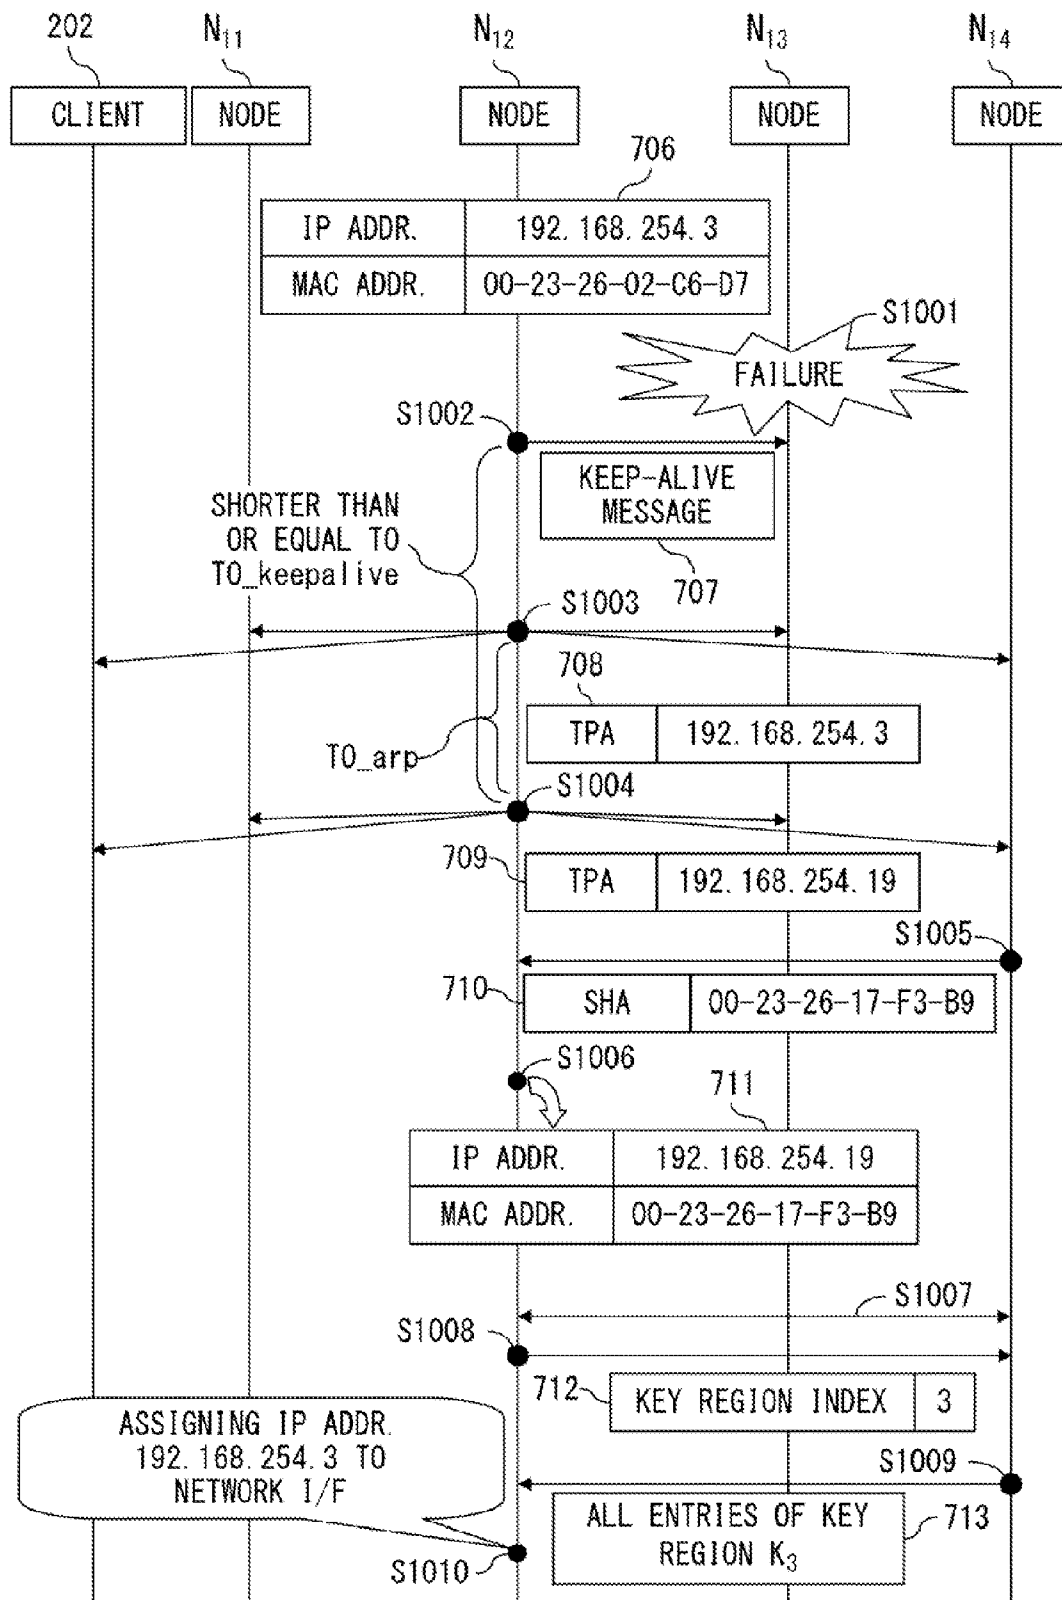 202 N11 N12 N13 N14
CLIENT NODE NODE NODE NODE
706
IP ADDR. 192.168.254.3
MAC ADDR. 00-23-26-02-C6-D7
S1001
FAILURE
S1002
KEEP-ALIVE
MESSAGE
SHORTER THAN
OR EQUAL TO
TO_keepalive
707
S1003
708
TPA 192.168.254.3
TO_arp
S1004
709
TPA 192.168.254.19
S1005
710
SHA 00-23-26-17-F3-B9
S1006
711
IP ADDR. 192.168.254.19
MAC ADDR. 00-23-26-17-F3-B9
S1007
S1008
712
KEY REGION INDEX 3
ASSIGNING IP ADDR.
192.168.254.3 TO
NETWORK I/F
S1009
ALL ENTRIES OF KEY
REGION K3
713
S1010